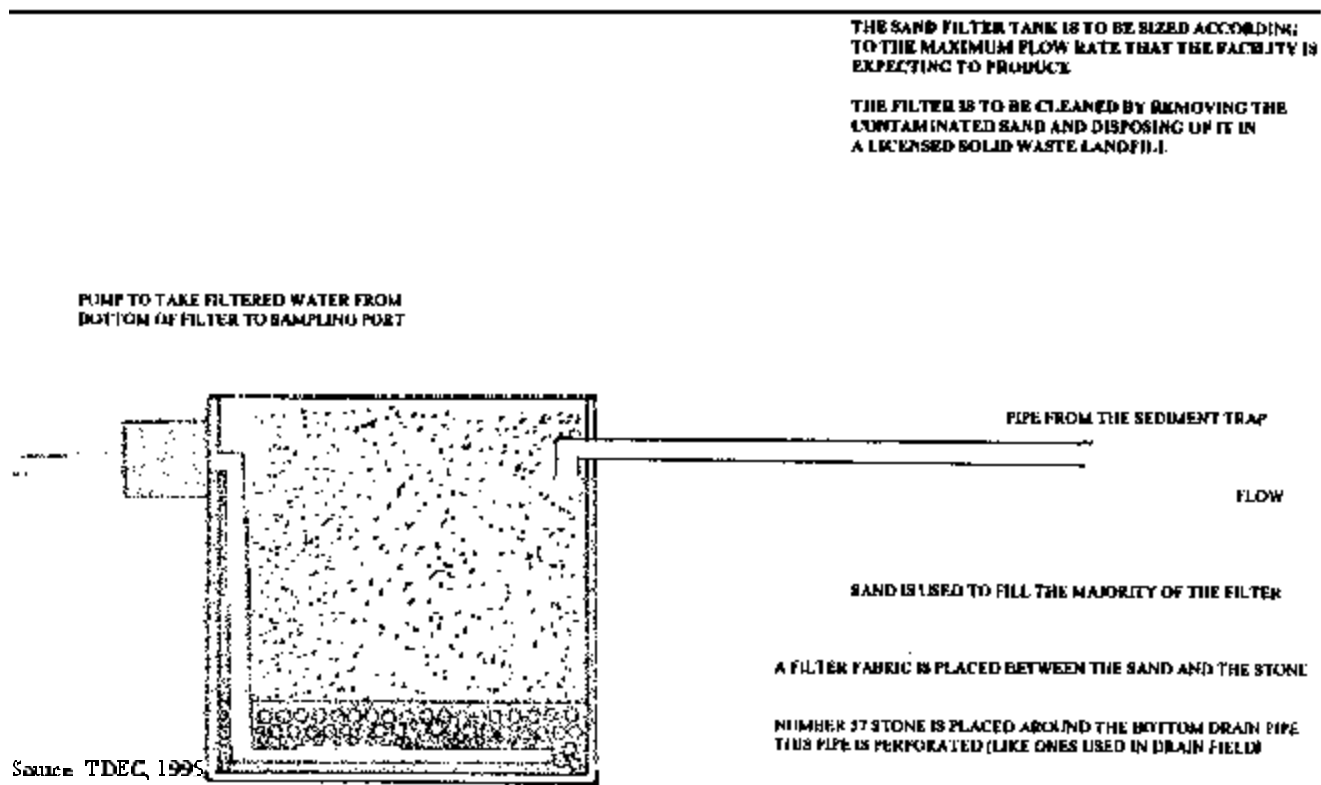 THE SAND FILTER TANK IS TO BE SIZED ACCORDING
TO THE MAXIMUM FLOW RATE THAT THE FACILITY IS
EXPECTING TO PRODUCE
THE FILTER IS TO BE CLEANED BY REMOVING THE
CONTAMINATED SAND AND DISPOSING OF IT IN
A LICENSED SOLID WASTE LANDFILL
PUMP TO TAKE FILTERED WATER FROM
BOTTOM OF FILTER TO SAMPLING PORT
PIPE FROM THE SEDIMENT TRAP
FLOW
SAND IS USED TO FILL THE MAJORITY OF THE FILTER
A FILTER FABRIC IS PLACED BETWEEN THE SAND AND THE STONE
NUMBER 57 STONE IS PLACED AROUND THE BOTTOM DRAIN PIPE
THIS PIPE IS PERFORATED (LIKE ONES USED IN DRAIN FIELD)
Source TDEC, 1995